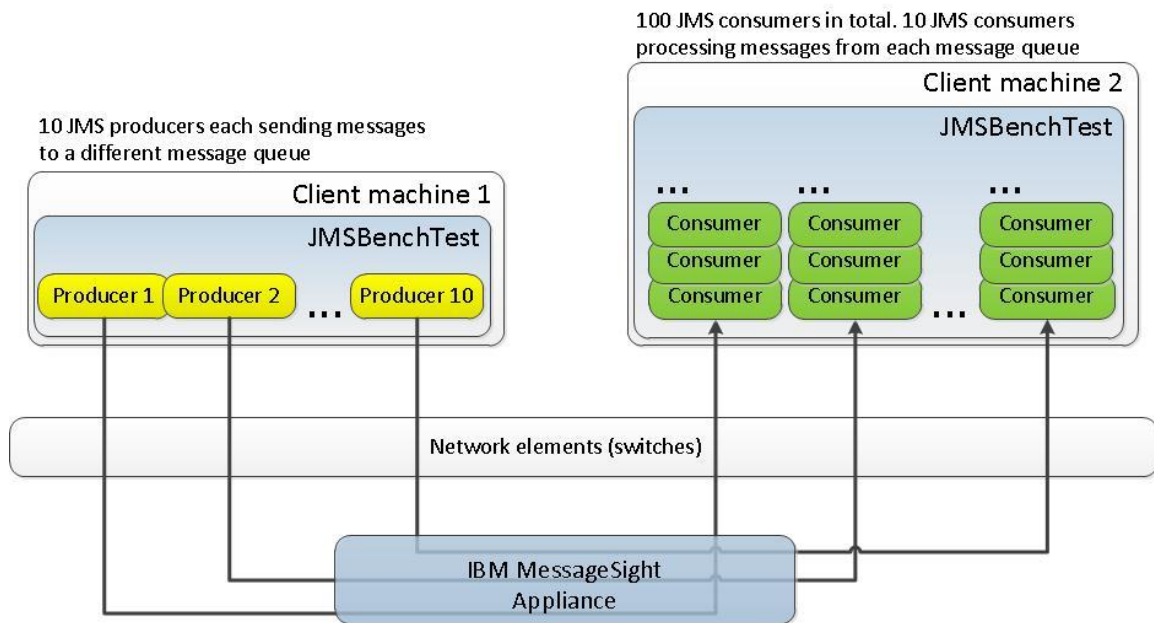 100 JMS consumers in total. 10 JMS consumers
processing messages from each message queue
Client machine 2
JMSBenchTest
... ... ...
Consumer Consumer Consumer
Consumer Consumer Consumer
Consumer Consumer ... Consumer
10 JMS producers each sending messages
to a different message queue
Client machine 1
JMSBenchTest
Producer 1 Producer 2 ... Producer 10
Network elements (switches)
IBM MessageSight
Appliance